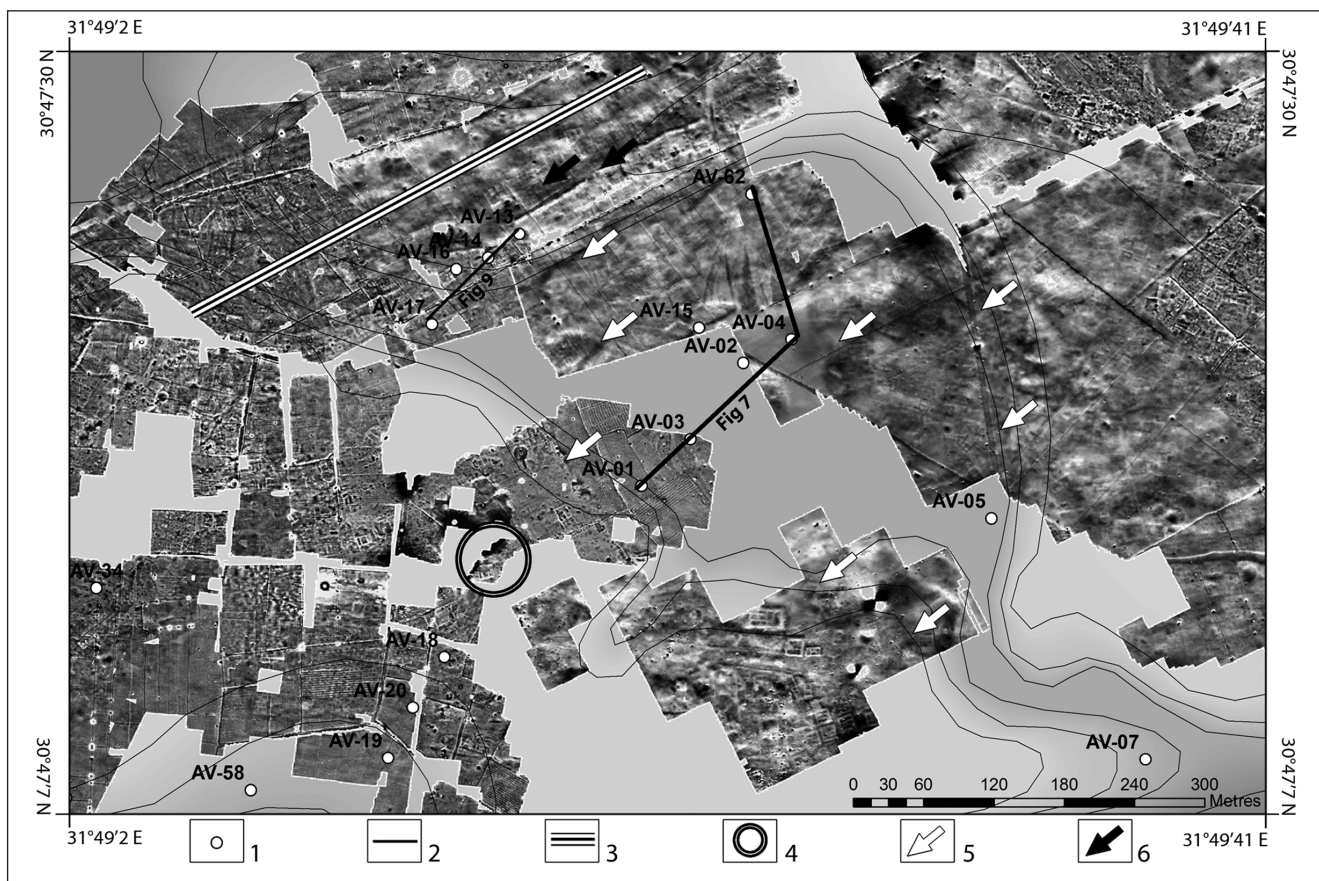 31°49’2 E
31°49’41 E
30°47’30 N
30°47’30 N
AV-62
AV-13
AV-14
AV-16
Fig 9
AV-17
AV-15
AV-04
AV-02
Fig 7
AV-03
AV-01
AV-05
AV-34
AV-18
AV-20
AV-19
AV-58
AV-07
0 30 60 120 180 240 300
Metres
30°47’7 N
30°47’7 N
31°49’2 E
31°49’41 E
1 2 3 4 5 6